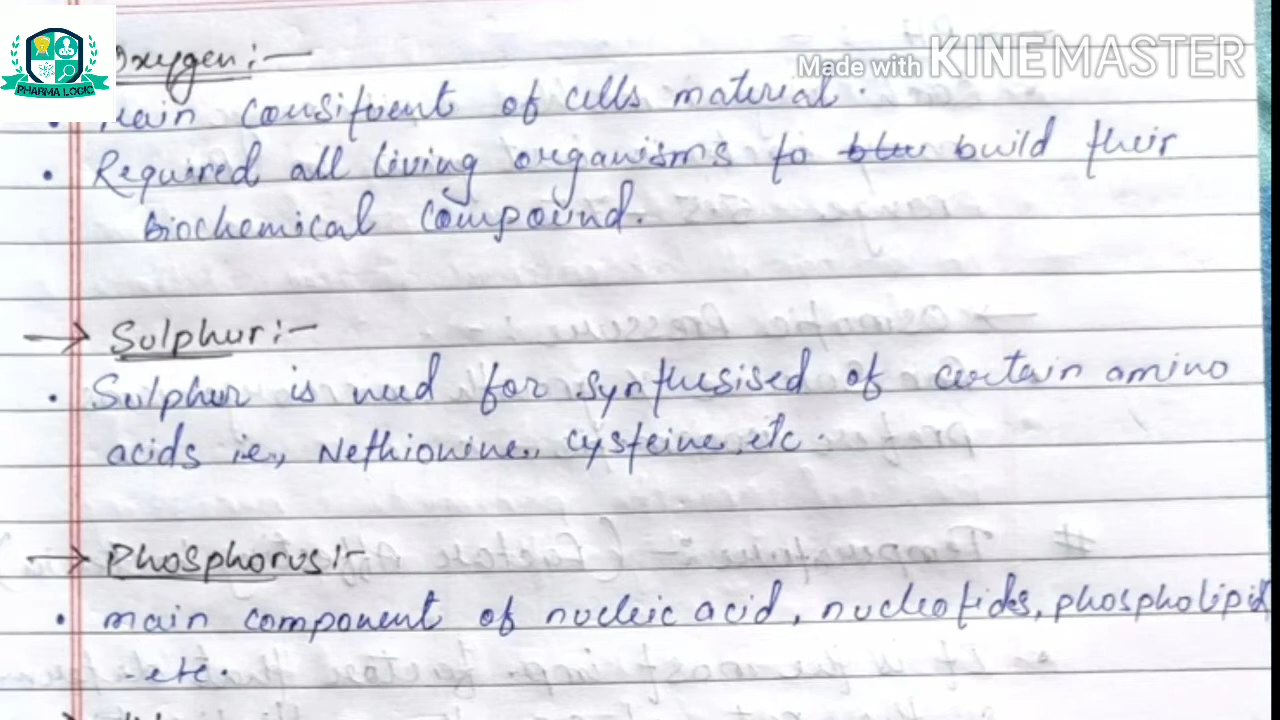 Oxygen :-
Made with KINEMASTER
PHARMA LOGIC
• Main consifuent of cells material.
• Required all living organisms to build their
biochemical compound.
→ Sulphur :-
• Sulphur is need for synthesised of certain amino
acids ie., Methionine, cysteine, etc.
→ Phosphorus :-
• main component of nucleic acid, nucleotides, phospholipid
etc.